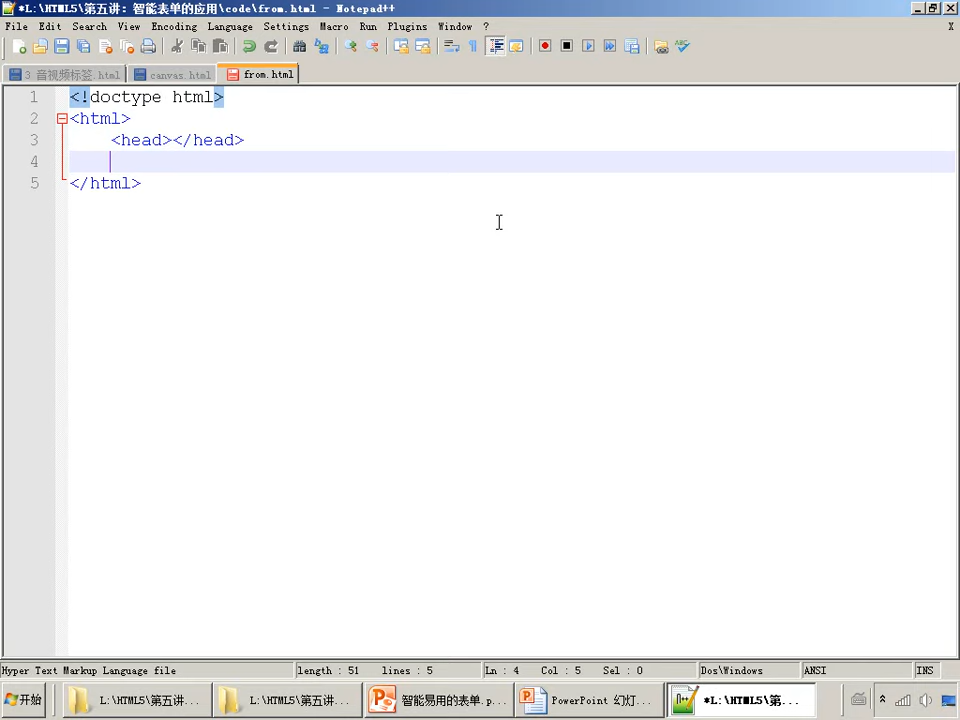 *L:\HTML5\第五讲：智能表单的应用\code\from.html - Notepad++
File Edit Search View Encoding Language Settings Macro Run Plugins Window ? X
3 音视频标签.html canvas.html from.html
1 <!doctype html>
2 <html>
3 <head></head>
4
5 </html>
Hyper Text Markup Language file length : 51 lines : 5 Ln : 4 Col : 5 Sel : 0 Dos\Windows ANSI INS
开始 L:\HTML5\第五讲... L:\HTML5\第五讲... 智能易用的表单.p... PowerPoint 幻灯... *L:\HTML5\第...